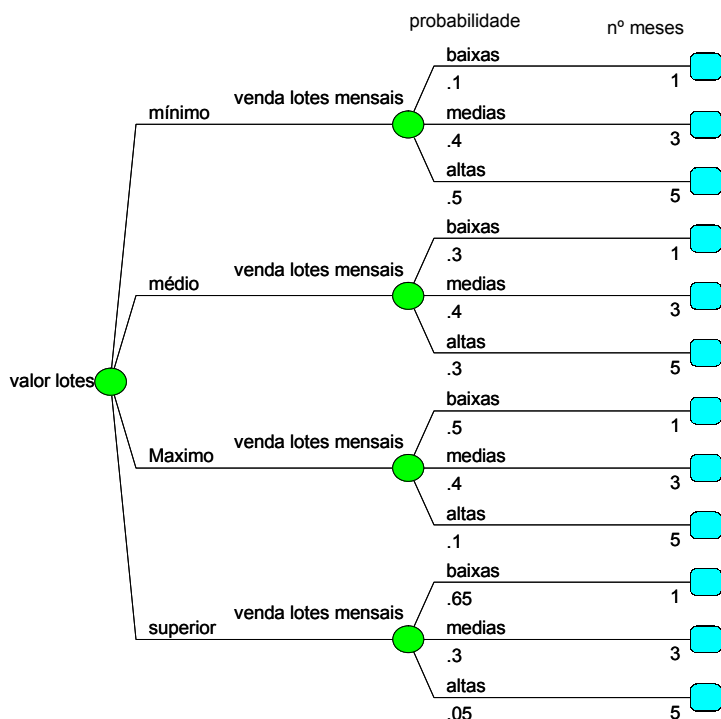 probabilidade
nº meses
baixas
.1
1
mínimo
venda lotes mensais
medias
.4
3
altas
.5
5
baixas
.3
1
médio
venda lotes mensais
medias
.4
3
altas
.3
5
valor lotes
baixas
.5
1
Maximo
venda lotes mensais
medias
.4
3
altas
.1
5
baixas
.65
1
superior
venda lotes mensais
medias
.3
3
altas
.05
5